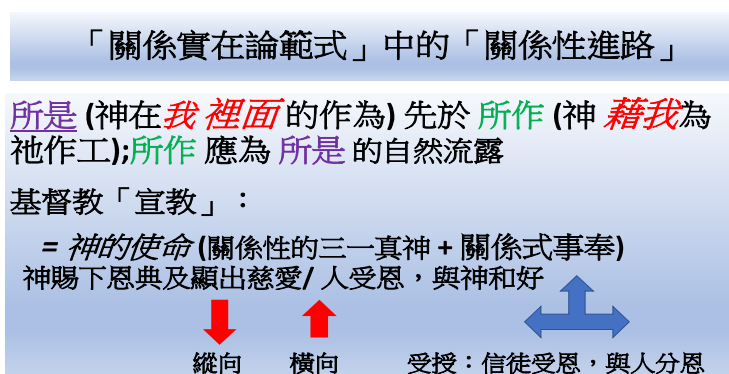 「關係實在論範式」中的「關係性進路」
所是 (神在我 裡面 的作為) 先於 所作 (神 藉我為
祂作工);所作 應為 所是 的自然流露
基督教「宣教」：
= 神的使命 (關係性的三一真神 + 關係式事奉)
神賜下恩典及顯出慈愛/ 人受恩，與神和好
縱向 橫向 受授：信徒受恩，與人分恩